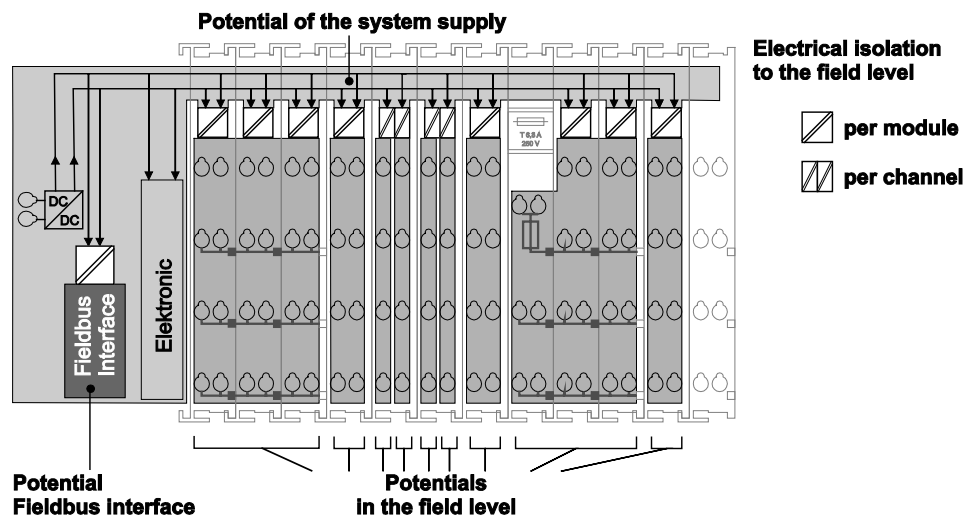 Potential of the system supply
Electrical isolation
to the field level
per module
per channel
T 6,3 A
250 V
DC
DC
Fieldbus
Interface
Elektronic
Potential
Fieldbus interface
Potentials
in the field level